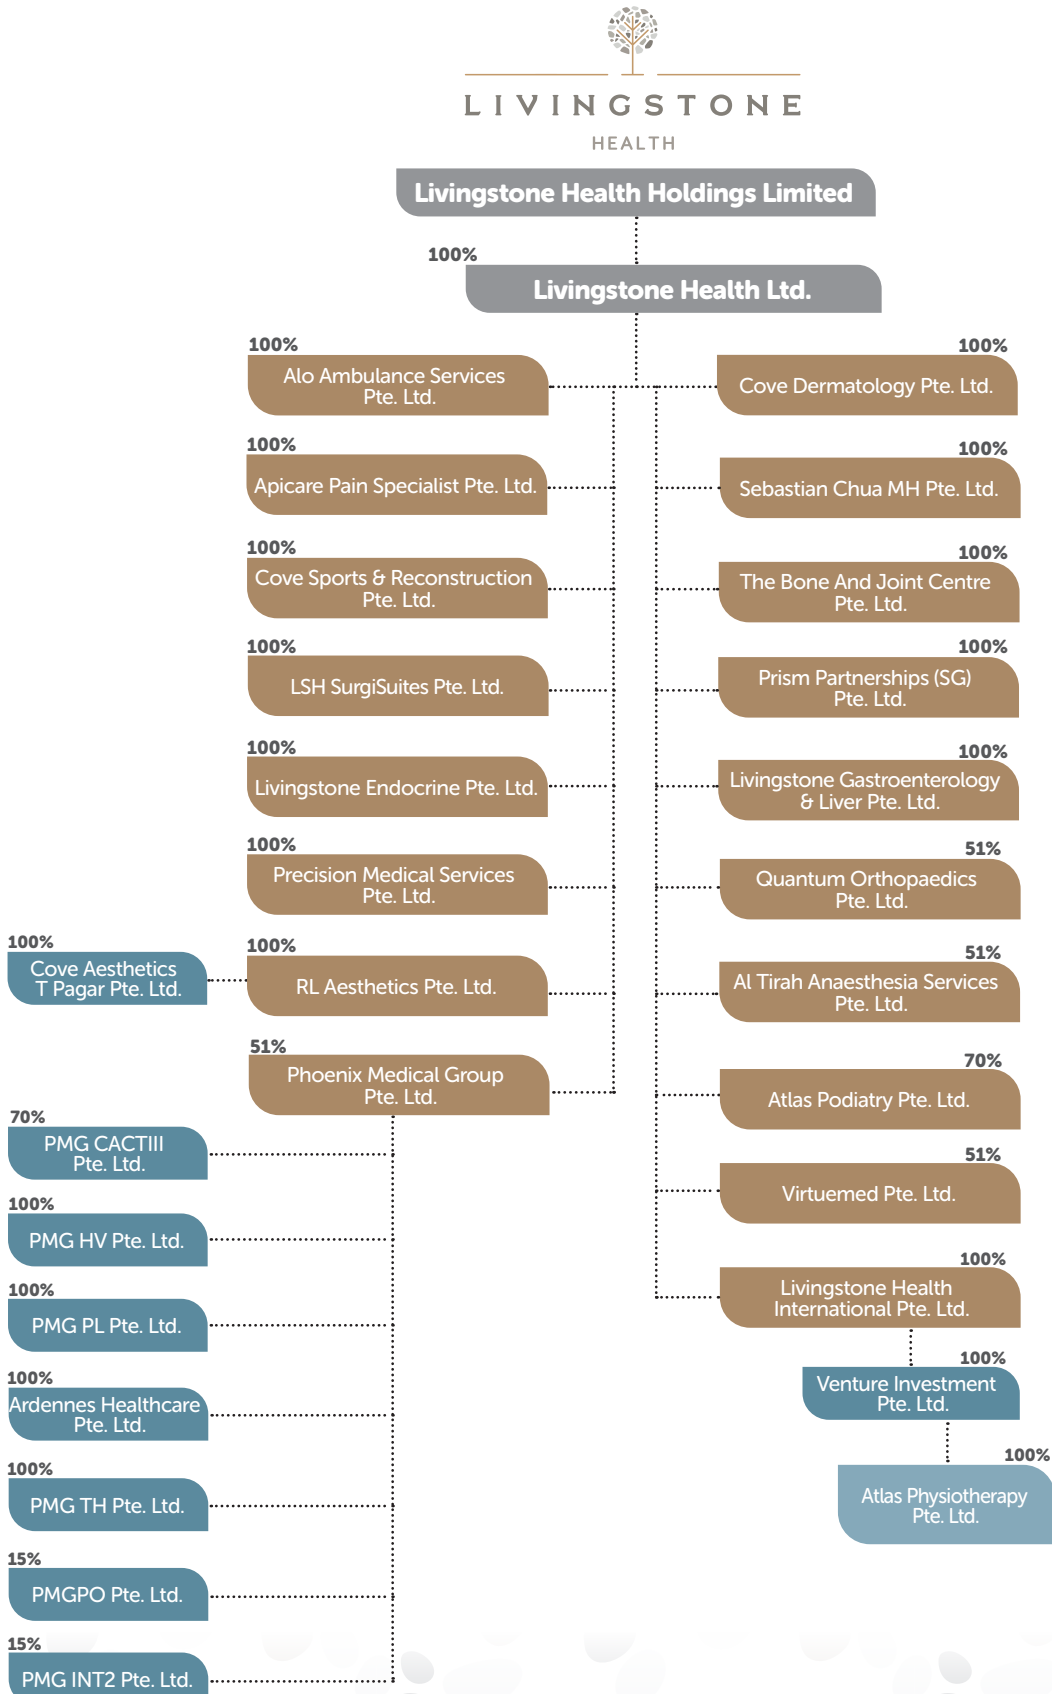 LIVINGSTONE
HEALTH
Livingstone Health Holdings Limited
100%
Livingstone Health Ltd.
100%
Alo Ambulance Services
Pte. Ltd.
100%
Apicare Pain Specialist Pte. Ltd.
100%
Cove Sports & Reconstruction
Pte. Ltd.
100%
LSH SurgiSuites Pte. Ltd.
100%
Livingstone Endocrine Pte. Ltd.
100%
Precision Medical Services
Pte. Ltd.
100%
RL Aesthetics Pte. Ltd.
100%
Cove Aesthetics
T Pagar Pte. Ltd.
51%
Phoenix Medical Group
Pte. Ltd.
70%
PMG CACTIII
Pte. Ltd.
100%
PMG HV Pte. Ltd.
100%
PMG PL Pte. Ltd.
100%
Ardennes Healthcare
Pte. Ltd.
100%
PMG TH Pte. Ltd.
15%
PMGPO Pte. Ltd.
15%
PMG INT2 Pte. Ltd.
100%
Cove Dermatology Pte. Ltd.
100%
Sebastian Chua MH Pte. Ltd.
100%
The Bone And Joint Centre
Pte. Ltd.
100%
Prism Partnerships (SG)
Pte. Ltd.
100%
Livingstone Gastroenterology
& Liver Pte. Ltd.
51%
Quantum Orthopaedics
Pte. Ltd.
51%
Al Tirah Anaesthesia Services
Pte. Ltd.
70%
Atlas Podiatry Pte. Ltd.
51%
Virtuemed Pte. Ltd.
100%
Livingstone Health
International Pte. Ltd.
100%
Venture Investment
Pte. Ltd.
100%
Atlas Physiotherapy
Pte. Ltd.